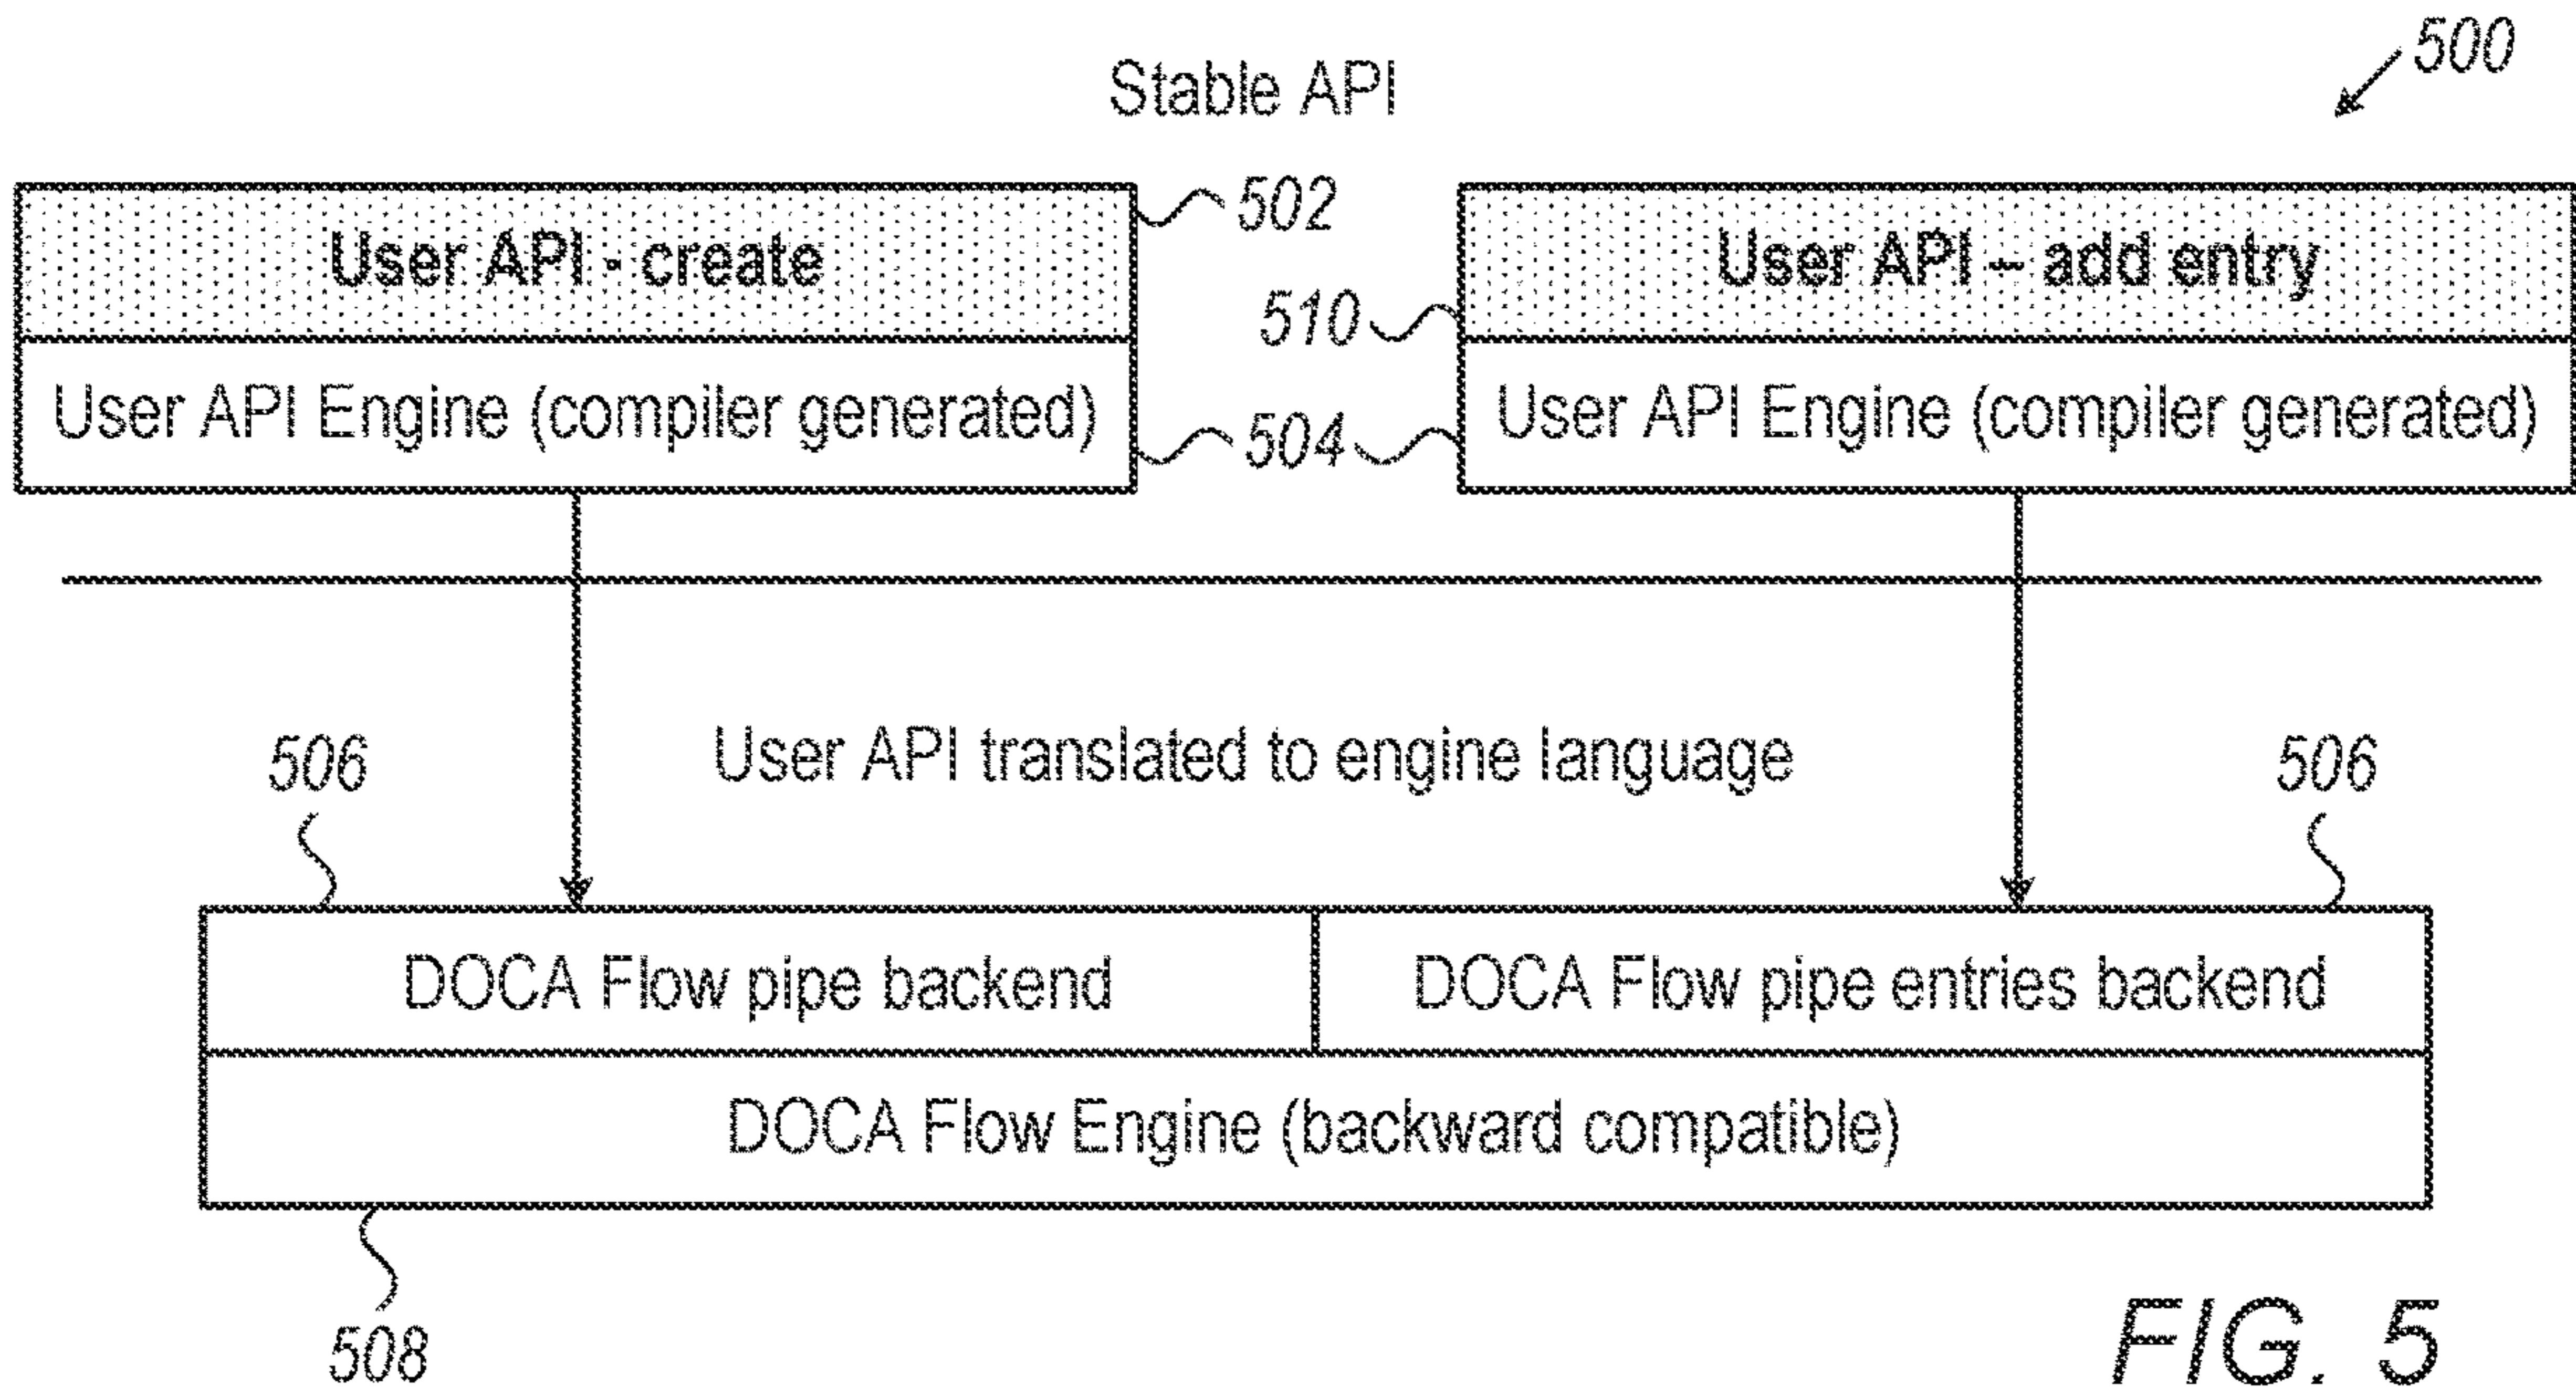 500
Stable API
502
User API - create
User API – add entry
510
User API Engine (compiler generated)
504
User API Engine (compiler generated)
506
User API translated to engine language
506
DOCA Flow pipe backend
DOCA Flow pipe entries backend
DOCA Flow Engine (backward compatible)
508
FIG. 5